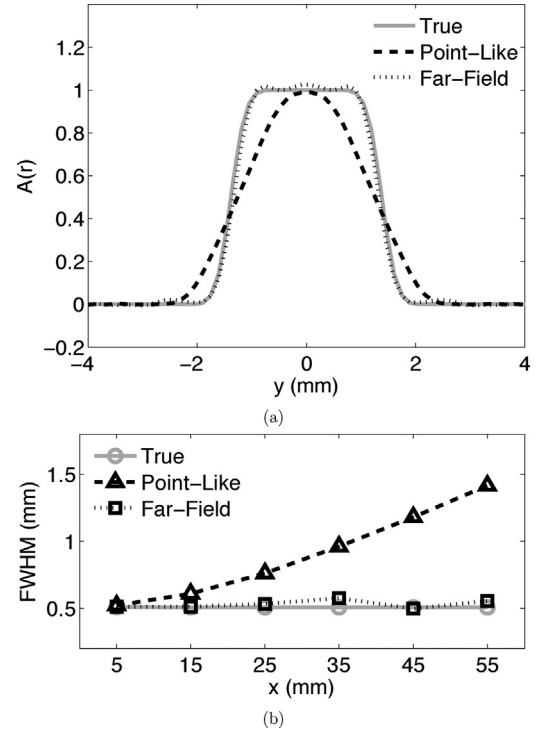 True
Point-Like
Far-Field
1.2
1
0.8
0.6
0.4
0.2
0
-0.2
A(r)
-4 -2 0 2 4
y (mm)
(a)
True
Point-Like
Far-Field
1.5
1
0.5
FWHM (mm)
5 15 25 35 45 55
x (mm)
(b)